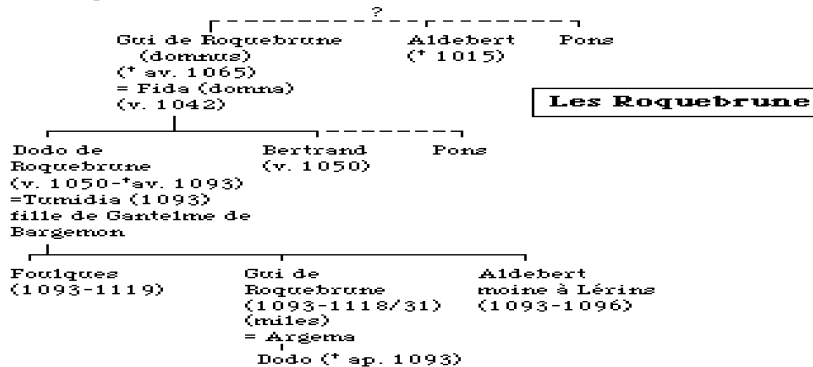 ?
Gui de Roquebrune
(domnus)
(† av. 1065)
= Fida (domna)
(v. 1042)
Aldebert
(† 1015)
Pons
Les Roquebrune
Dodo de
Roquebrune
(v. 1050-†av. 1093)
=Tumidia (1093)
fille de Gantelme de
Bargemon
Bertrand
(v. 1050)
Pons
Foulques
(1093-1119)
Gui de
Roquebrune
(1093-1118/31)
(miles)
= Argema
Dodo († ap. 1093)
Aldebert
moine à Lérins
(1093-1096)